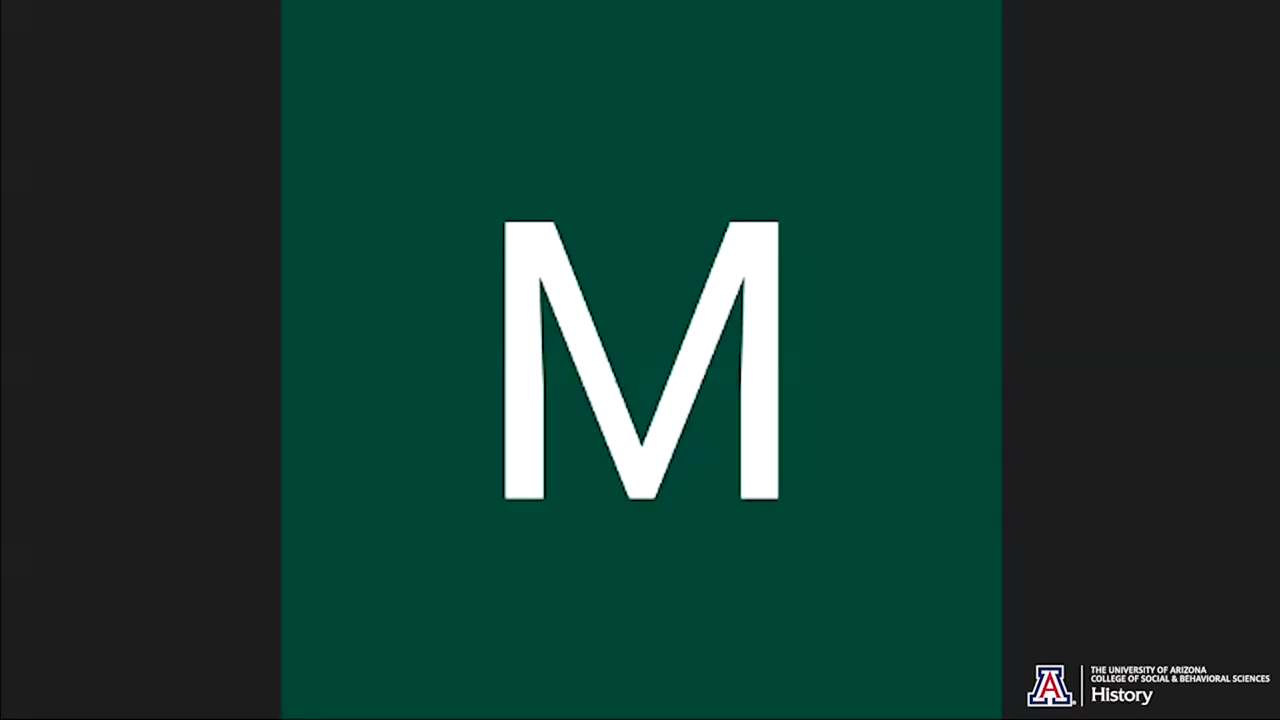 M
A
THE UNIVERSITY OF ARIZONA
COLLEGE OF SOCIAL & BEHAVIORAL SCIENCES
History